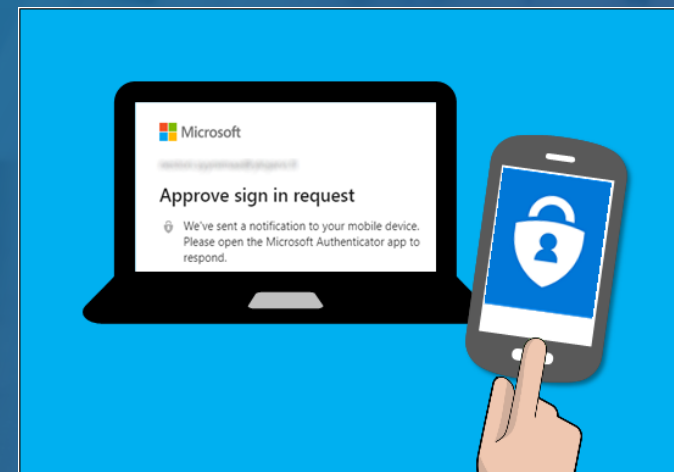 Microsoft
Approve sign in request
We've sent a notification to your mobile device.
Please open the Microsoft Authenticator app to
respond.